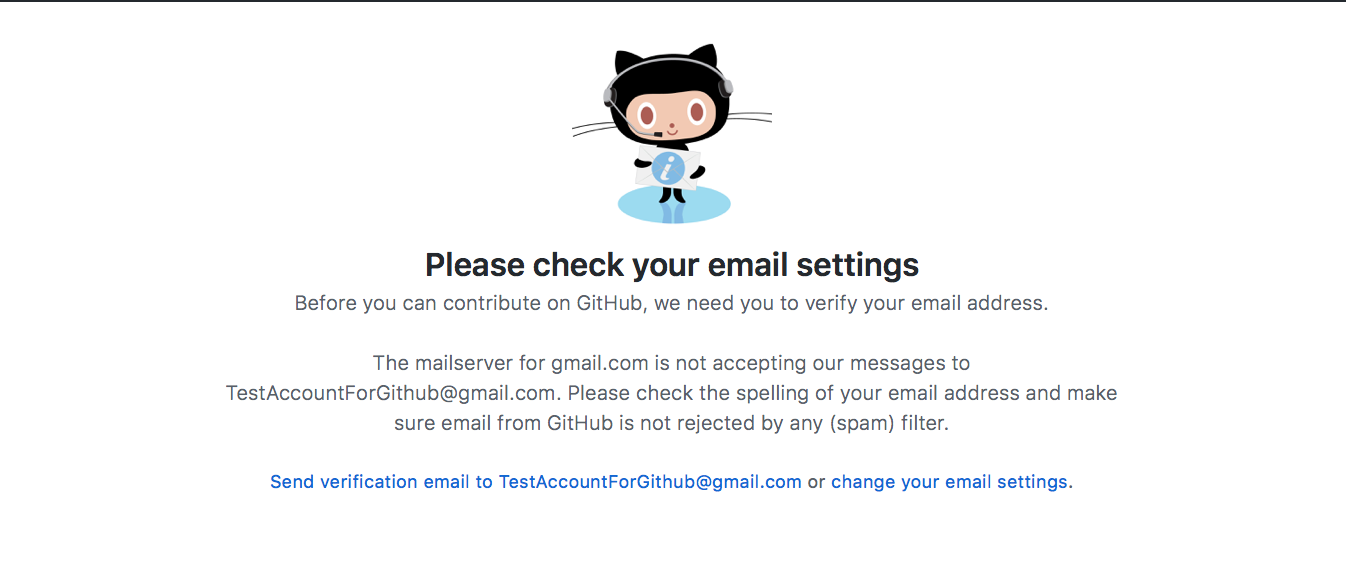 Please check your email settings
Before you can contribute on GitHub, we need you to verify your email address.
The mailserver for gmail.com is not accepting our messages to
TestAccountForGithub@gmail.com. Please check the spelling of your email address and make
sure email from GitHub is not rejected by any (spam) filter.
Send verification email to TestAccountForGithub@gmail.com or change your email settings.